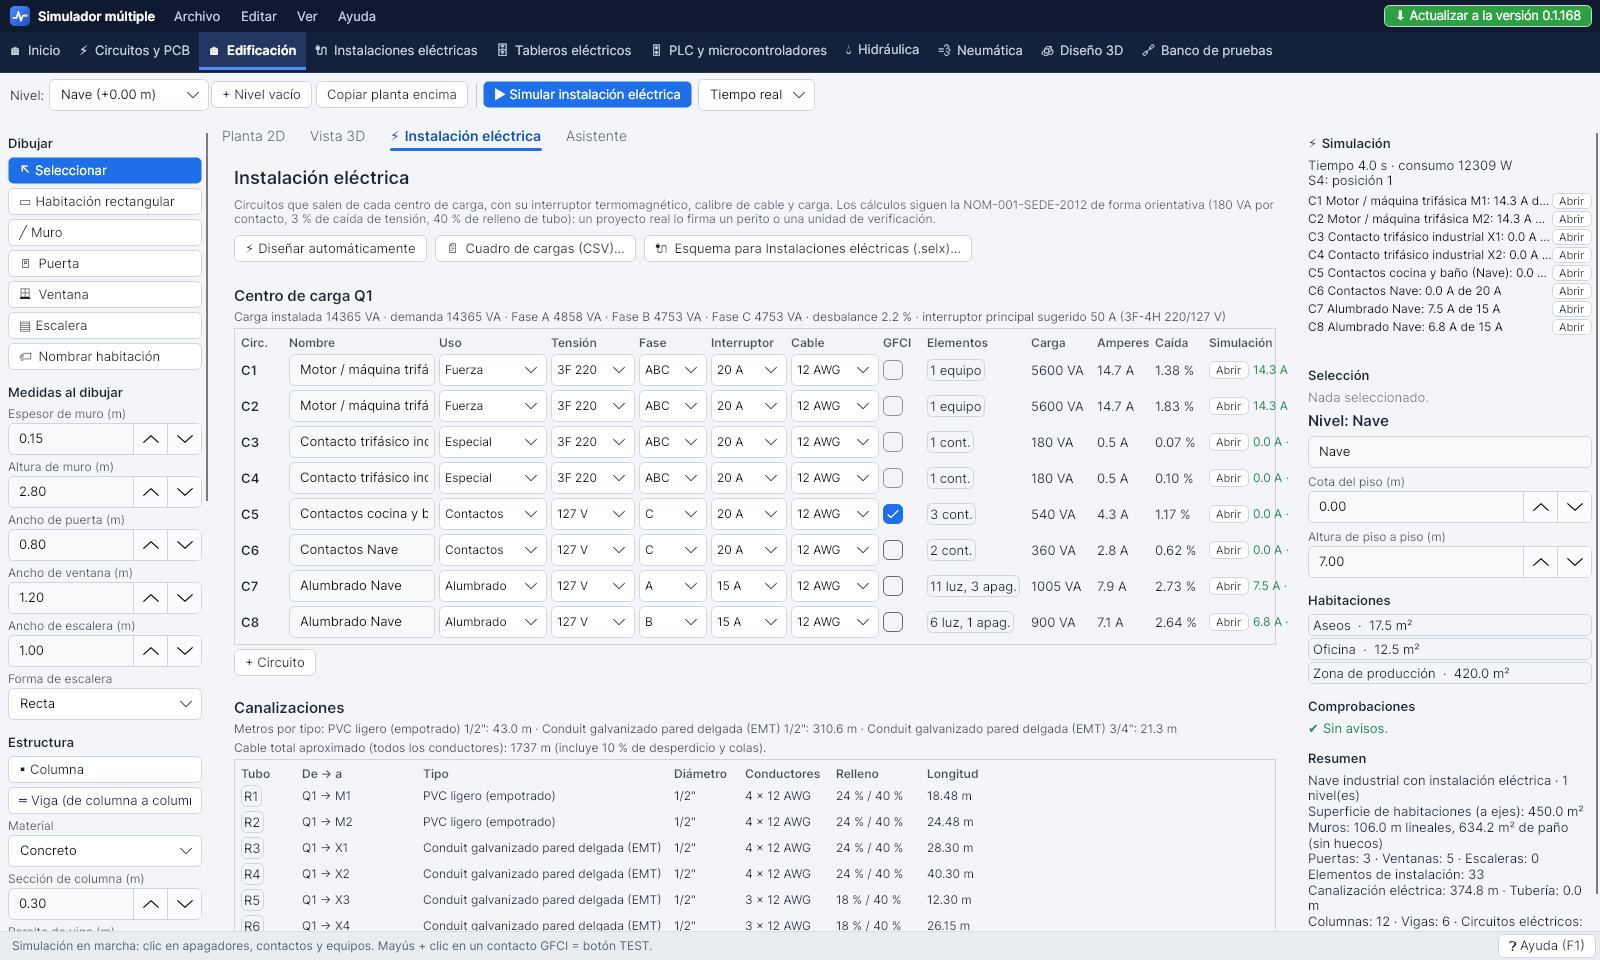 Simulador múltiple Archivo Editar Ver Ayuda
⬇ Actualizar a la versión 0.1.168
Inicio Circuitos y PCB Edificación Instalaciones eléctricas Tableros eléctricos PLC y microcontroladores Hidráulica Neumática Diseño 3D Banco de pruebas
Nivel: Nave (+0.00 m) + Nivel vacío Copiar planta encima ▶ Simular instalación eléctrica Tiempo real
Dibujar
Seleccionar
Habitación rectangular
Muro
Puerta
Ventana
Escalera
Nombrar habitación
Medidas al dibujar
Espesor de muro (m)
0.15
Altura de muro (m)
2.80
Ancho de puerta (m)
0.80
Ancho de ventana (m)
1.20
Ancho de escalera (m)
1.00
Forma de escalera
Recta
Estructura
Columna
Viga (de columna a colum
Material
Concreto
Sección de columna (m)
0.30
Planta 2D Vista 3D ⚡ Instalación eléctrica Asistente
Instalación eléctrica
Circuitos que salen de cada centro de carga, con su interruptor termomagnético, calibre de cable y carga. Los cálculos siguen la NOM-001-SEDE-2012 de forma orientativa (180 VA por
contacto, 3 % de caída de tensión, 40 % de relleno de tubo): un proyecto real lo firma un perito o una unidad de verificación.
⚡ Diseñar automáticamente Cuadro de cargas (CSV)... Esquema para Instalaciones eléctricas (.selx)...
Centro de carga Q1
Carga instalada 14365 VA · demanda 14365 VA · Fase A 4858 VA · Fase B 4753 VA · Fase C 4753 VA · desbalance 2.2 % · interruptor principal sugerido 50 A (3F-4H 220/127 V)
Circ. Nombre Uso Tensión Fase Interruptor Cable GFCI Elementos Carga Amperes Caída Simulación
C1 Motor / máquina trifá Fuerza 3F 220 ABC 20 A 12 AWG 1 equipo 5600 VA 14.7 A 1.38 % Abrir 14.3 A
C2 Motor / máquina trifá Fuerza 3F 220 ABC 20 A 12 AWG 1 equipo 5600 VA 14.7 A 1.83 % Abrir 14.3 A
C3 Contacto trifásico inc Especial 3F 220 ABC 20 A 12 AWG 1 cont. 180 VA 0.5 A 0.07 % Abrir 0.0 A ·
C4 Contacto trifásico inc Especial 3F 220 ABC 20 A 12 AWG 1 cont. 180 VA 0.5 A 0.10 % Abrir 0.0 A ·
C5 Contactos cocina y b Contactos 127 V C 20 A 12 AWG 3 cont. 540 VA 4.3 A 1.17 % Abrir 0.0 A ·
C6 Contactos Nave Contactos 127 V C 20 A 12 AWG 2 cont. 360 VA 2.8 A 0.62 % Abrir 0.0 A ·
C7 Alumbrado Nave Alumbrado 127 V A 15 A 12 AWG 11 luz, 3 apag. 1005 VA 7.9 A 2.73 % Abrir 7.5 A ·
C8 Alumbrado Nave Alumbrado 127 V B 15 A 12 AWG 6 luz, 1 apag. 900 VA 7.1 A 2.64 % Abrir 6.8 A ·
+ Circuito
Canalizaciones
Metros por tipo: PVC ligero (empotrado) 1/2": 43.0 m · Conduit galvanizado pared delgada (EMT) 1/2": 310.6 m · Conduit galvanizado pared delgada (EMT) 3/4": 21.3 m
Cable total aproximado (todos los conductores): 1737 m (incluye 10 % de desperdicio y colas).
Tubo De → a Tipo Diámetro Conductores Relleno Longitud
R1 Q1 → M1 PVC ligero (empotrado) 1/2" 4 × 12 AWG 24 % / 40 % 18.48 m
R2 Q1 → M2 PVC ligero (empotrado) 1/2" 4 × 12 AWG 24 % / 40 % 24.48 m
R3 Q1 → X1 Conduit galvanizado pared delgada (EMT) 1/2" 4 × 12 AWG 24 % / 40 % 28.30 m
R4 Q1 → X2 Conduit galvanizado pared delgada (EMT) 1/2" 4 × 12 AWG 24 % / 40 % 40.30 m
R5 Q1 → X3 Conduit galvanizado pared delgada (EMT) 1/2" 3 × 12 AWG 18 % / 40 % 12.30 m
R6 Q1 → X4 Conduit galvanizado pared delgada (EMT) 1/2" 3 × 12 AWG 18 % / 40 % 26.15 m
⚡ Simulación
Tiempo 4.0 s · consumo 12309 W
S4: posición 1
C1 Motor / máquina trifásica M1: 14.3 A d... Abrir
C2 Motor / máquina trifásica M2: 14.3 A ... Abrir
C3 Contacto trifásico industrial X1: 0.0 A ... Abrir
C4 Contacto trifásico industrial X2: 0.0 A ... Abrir
C5 Contactos cocina y baño (Nave): 0.0 ... Abrir
C6 Contactos Nave: 0.0 A de 20 A Abrir
C7 Alumbrado Nave: 7.5 A de 15 A Abrir
C8 Alumbrado Nave: 6.8 A de 15 A Abrir
Selección
Nada seleccionado.
Nivel: Nave
Nave
Cota del piso (m)
0.00
Altura de piso a piso (m)
7.00
Habitaciones
Aseos · 17.5 m²
Oficina · 12.5 m²
Zona de producción · 420.0 m²
Comprobaciones
✔ Sin avisos.
Resumen
Nave industrial con instalación eléctrica · 1
nivel(es)
Superficie de habitaciones (a ejes): 450.0 m²
Muros: 106.0 m lineales, 634.2 m² de paño
(sin huecos)
Puertas: 3 · Ventanas: 5 · Escaleras: 0
Elementos de instalación: 33
Canalización eléctrica: 374.8 m · Tubería: 0.0
m
Columnas: 12 · Vigas: 6 · Circuitos eléctricos:
Simulación en marcha: clic en apagadores, contactos y equipos. Mayús + clic en un contacto GFCI = botón TEST.
? Ayuda (F1)